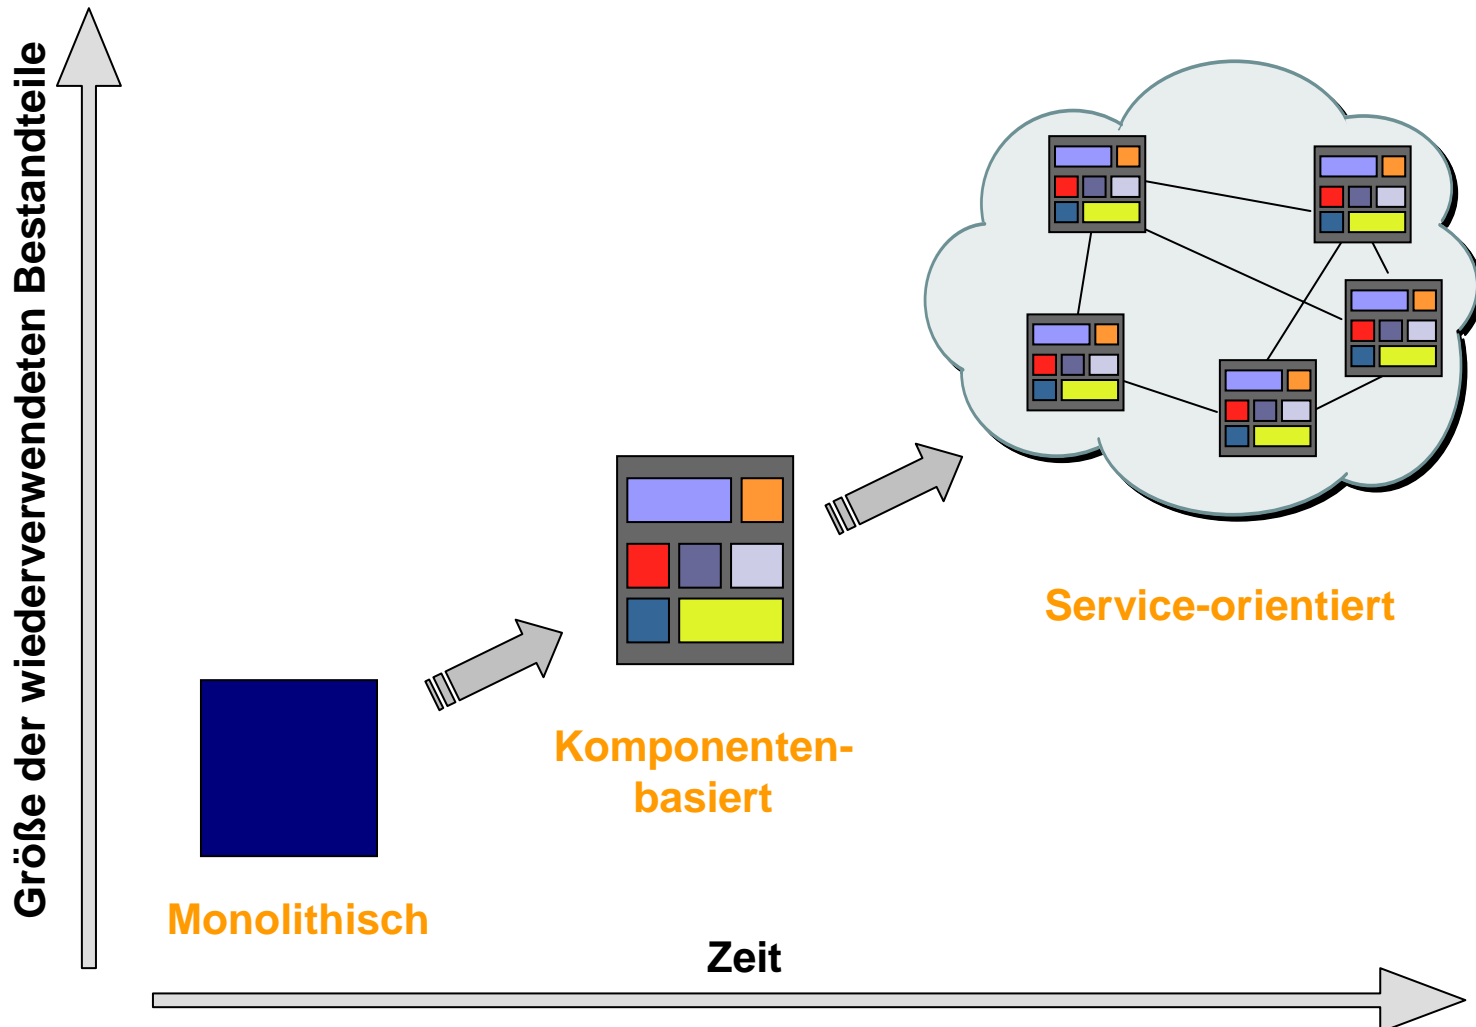 Größe der wiederverwendeten Bestandteile
Service-orientiert
Komponenten-
basiert
Monolithisch
Zeit